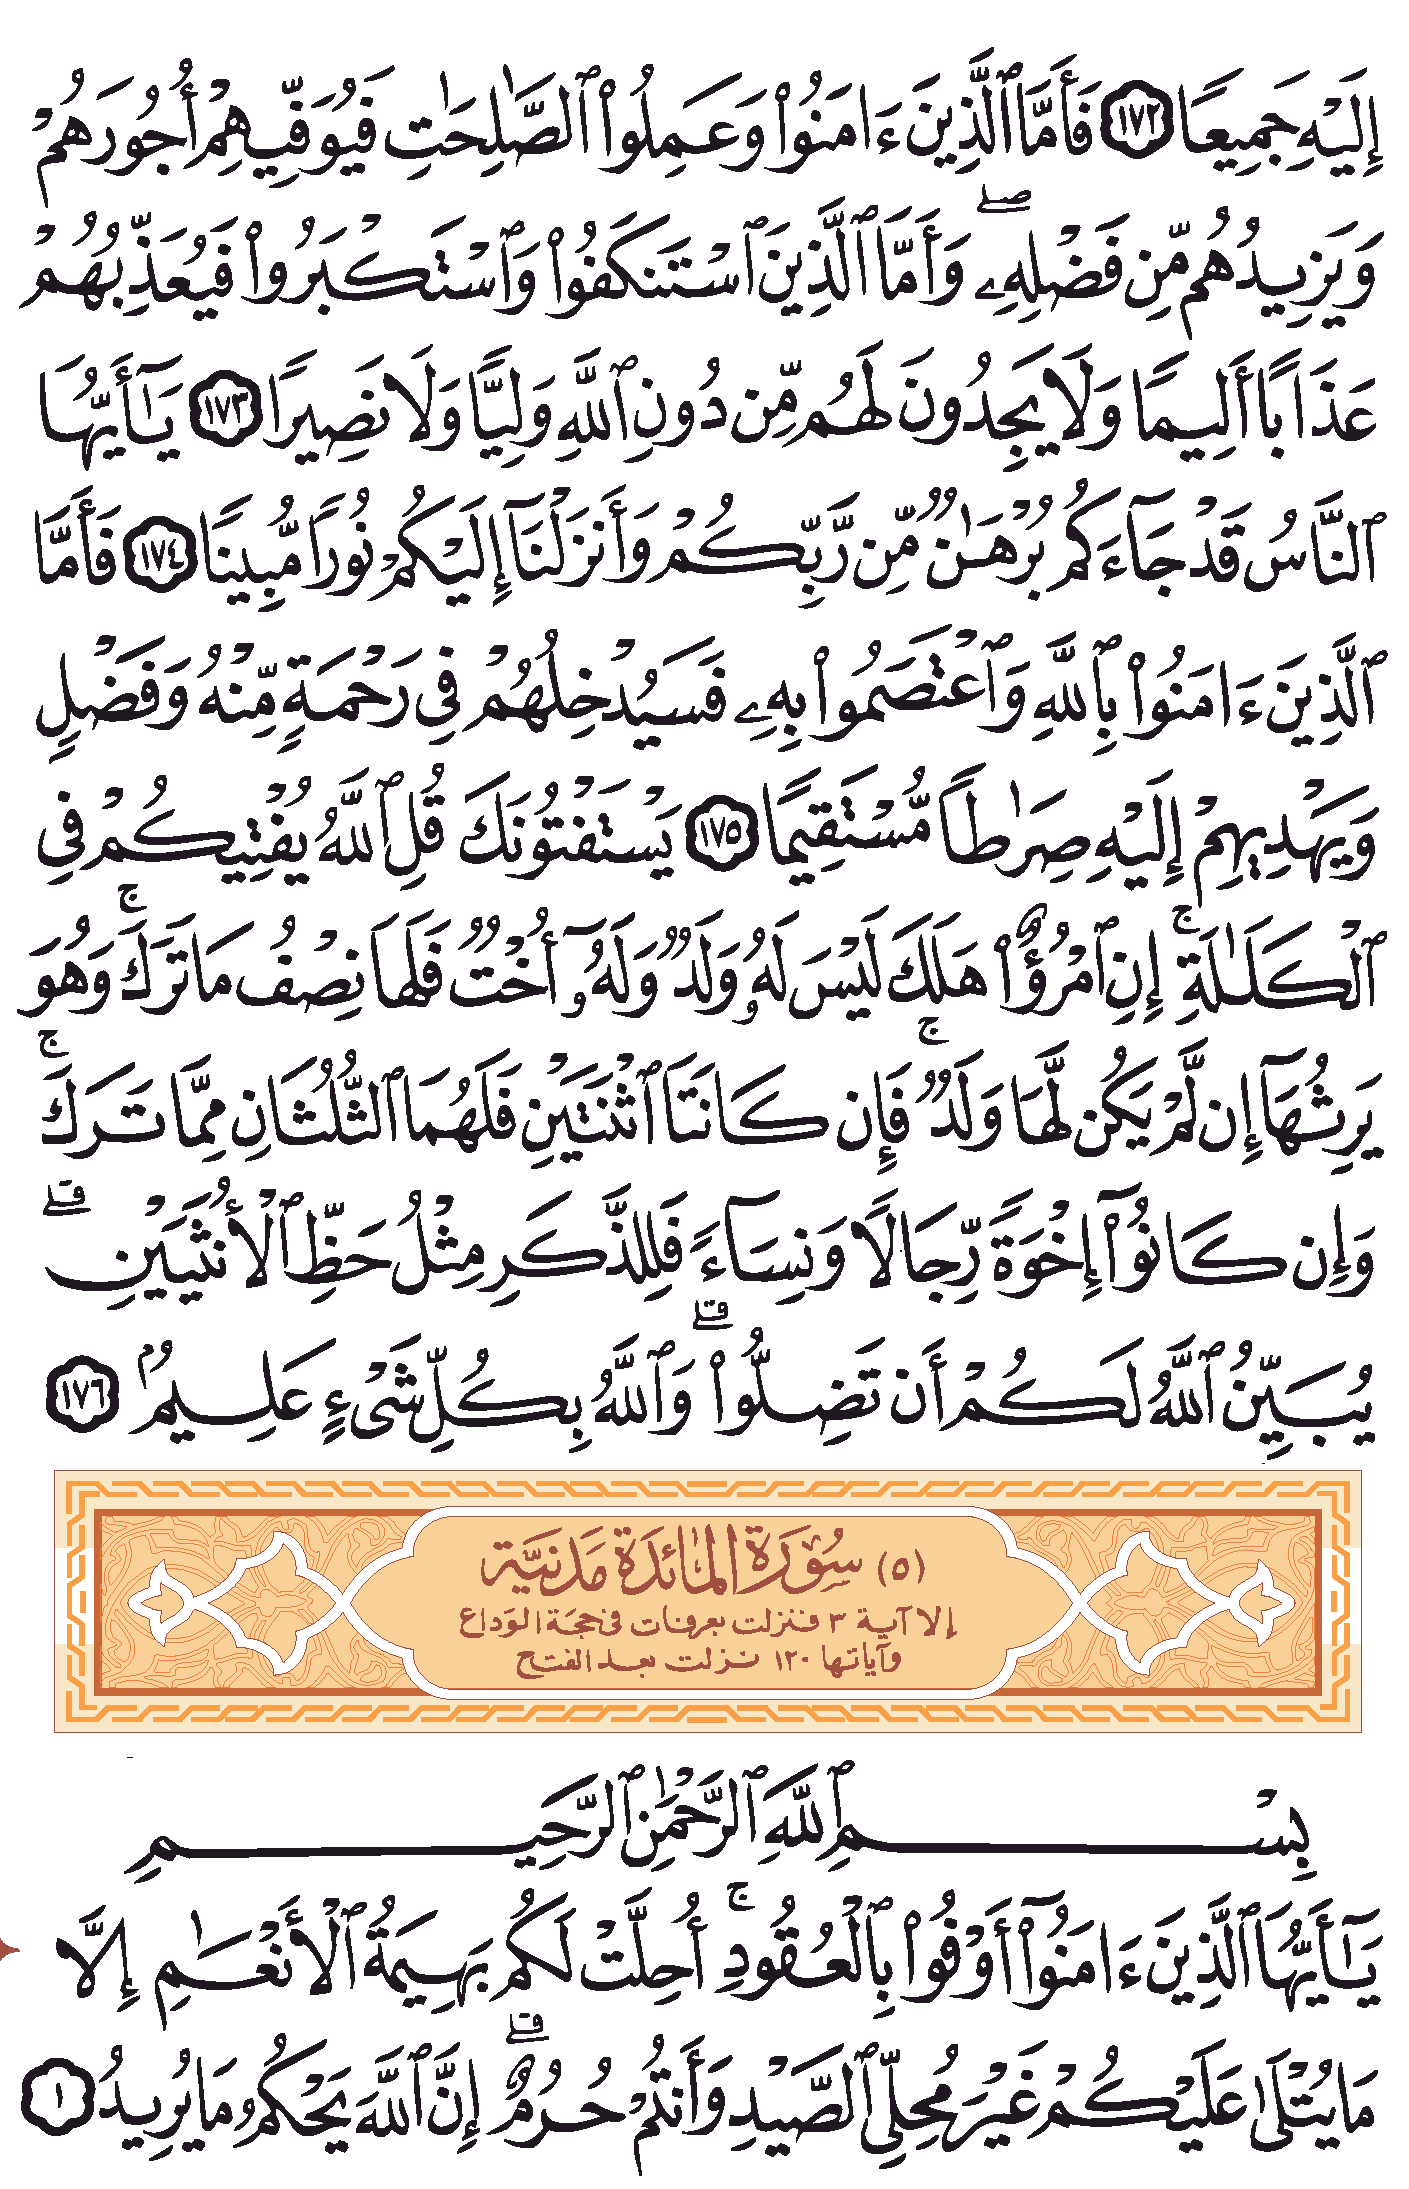 إِلَيۡهِ جَمِيعٗا ١٧٢ فَأَمَّا ٱلَّذِينَ ءَامَنُواْ وَعَمِلُواْ ٱلصَّٰلِحَٰتِ فَيُوَفِّيهِمۡ أُجُورَهُمۡ
وَيَزِيدُهُم مِّن فَضۡلِهِۦۖ وَأَمَّا ٱلَّذِينَ ٱسۡتَنكَفُواْ وَٱسۡتَكۡبَرُواْ فَيُعَذِّبُهُمۡ
عَذَابًا أَلِيمٗا وَلَا يَجِدُونَ لَهُم مِّن دُونِ ٱللَّهِ وَلِيّٗا وَلَا نَصِيرٗا ١٧٣ يَٰٓأَيُّهَا
ٱلنَّاسُ قَدۡ جَآءَكُم بُرۡهَٰنٞ مِّن رَّبِّكُمۡ وَأَنزَلۡنَآ إِلَيۡكُمۡ نُورٗا مُّبِينٗا ١٧٤ فَأَمَّا
ٱلَّذِينَ ءَامَنُواْ بِٱللَّهِ وَٱعۡتَصَمُواْ بِهِۦ فَسَيُدۡخِلُهُمۡ فِي رَحۡمَةٖ مِّنۡهُ وَفَضۡلٖ
وَيَهۡدِيهِمۡ إِلَيۡهِ صِرَٰطٗا مُّسۡتَقِيمٗا ١٧٥ يَسۡتَفۡتُونَكَ قُلِ ٱللَّهُ يُفۡتِيكُمۡ فِي
ٱلۡكَلَٰلَةِۚ إِنِ ٱمۡرُؤٌاْ هَلَكَ لَيۡسَ لَهُۥ وَلَدٞ وَلَهُۥٓ أُخۡتٞ فَلَهَا نِصۡفُ مَا تَرَكَۚ وَهُوَ
يَرِثُهَآ إِن لَّمۡ يَكُن لَّهَا وَلَدٞۚ فَإِن كَانَتَا ٱثۡنَتَيۡنِ فَلَهُمَا ٱلثُّلُثَانِ مِمَّا تَرَكَۚ
وَإِن كَانُوٓاْ إِخۡوَةٗ رِّجَالٗا وَنِسَآءٗ فَلِلذَّكَرِ مِثۡلُ حَظِّ ٱلۡأُنثَيَيۡنِۗ
يُبَيِّنُ ٱللَّهُ لَكُمۡ أَن تَضِلُّواْۗ وَٱللَّهُ بِكُلِّ شَيۡءٍ عَلِيمُۢ ١٧٦
(٥) سُورَة المَائدَة مَدَنيَّة
إلا آية ٣ فنزلت بعرفات في حجة الوداع
وآياتها ١٢٠ نزلت بعد الفتح
بِسۡمِ ٱللَّهِ ٱلرَّحۡمَٰنِ ٱلرَّحِيمِ
يَٰٓأَيُّهَا ٱلَّذِينَ ءَامَنُوٓاْ أَوۡفُواْ بِٱلۡعُقُودِۚ أُحِلَّتۡ لَكُم بَهِيمَةُ ٱلۡأَنۡعَٰمِ إِلَّا
مَا يُتۡلَىٰ عَلَيۡكُمۡ غَيۡرَ مُحِلِّي ٱلصَّيۡدِ وَأَنتُمۡ حُرُمٌۗ إِنَّ ٱللَّهَ يَحۡكُمُ مَا يُرِيدُ ١